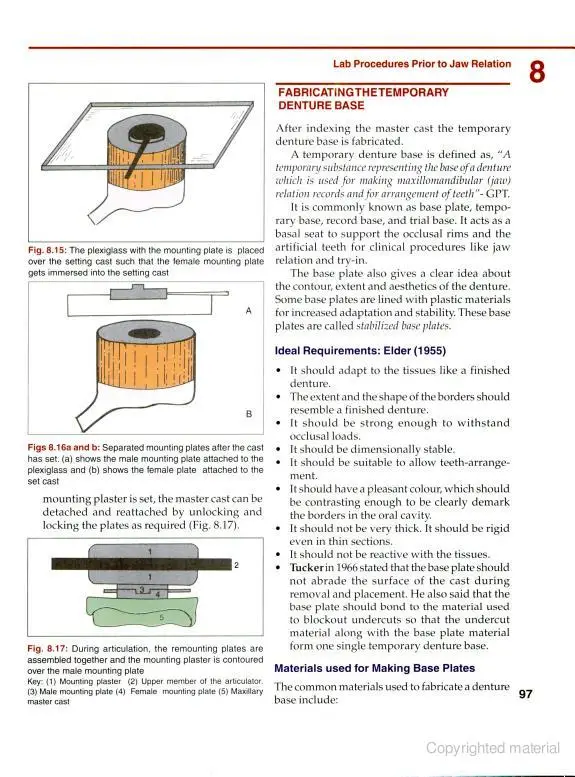 Lab Procedures Prior to Jaw Relation
8
Fig. 8.15: The plexiglass with the mounting plate is placed
over the setting cast such that the female mounting plate
gets immersed into the setting cast
A
B
Figs 8.16a and b: Separated mounting plates after the cast
has set: (a) shows the male mounting plate attached to the
plexiglass and (b) shows the female plate attached to the
set cast
mounting plaster is set, the master cast can be
detached and reattached by unlocking and
locking the plates as required (Fig. 8.17).
1
2
1
3
4
5
Fig. 8.17: During articulation, the remounting plates are
assembled together and the mounting plaster is contoured
over the male mounting plate
Key: (1) Mounting plaster (2) Upper member of the articulator.
(3) Male mounting plate (4) Female mounting plate (5) Maxillary
master cast
FABRICATING THE TEMPORARY
DENTURE BASE
After indexing the master cast the temporary
denture base is fabricated.
A temporary denture base is defined as, "A
temporary substance representing the base of a denture
which is used for making maxillomandibular (jaw)
relation records and for arrangement of teeth"- GPT.
It is commonly known as base plate, tempo-
rary base, record base, and trial base. It acts as a
basal seat to support the occlusal rims and the
artificial teeth for clinical procedures like jaw
relation and try-in.
The base plate also gives a clear idea about
the contour, extent and aesthetics of the denture.
Some base plates are lined with plastic materials
for increased adaptation and stability. These base
plates are called stabilized base plates.
Ideal Requirements: Elder (1955)
• It should adapt to the tissues like a finished
denture.
• The extent and the shape of the borders should
resemble a finished denture.
• It should be strong enough to withstand
occlusal loads.
• It should be dimensionally stable.
• It should be suitable to allow teeth-arrange-
ment.
• It should have a pleasant colour, which should
be contrasting enough to be clearly demark
the borders in the oral cavity.
• It should not be very thick. It should be rigid
even in thin sections.
• It should not be reactive with the tissues.
• Tucker in 1966 stated that the base plate should
not abrade the surface of the cast during
removal and placement. He also said that the
base plate should bond to the material used
to blockout undercuts so that the undercut
material along with the base plate material
form one single temporary denture base.
Materials used for Making Base Plates
The common materials used to fabricate a denture
base include:
97
Copyrighted material